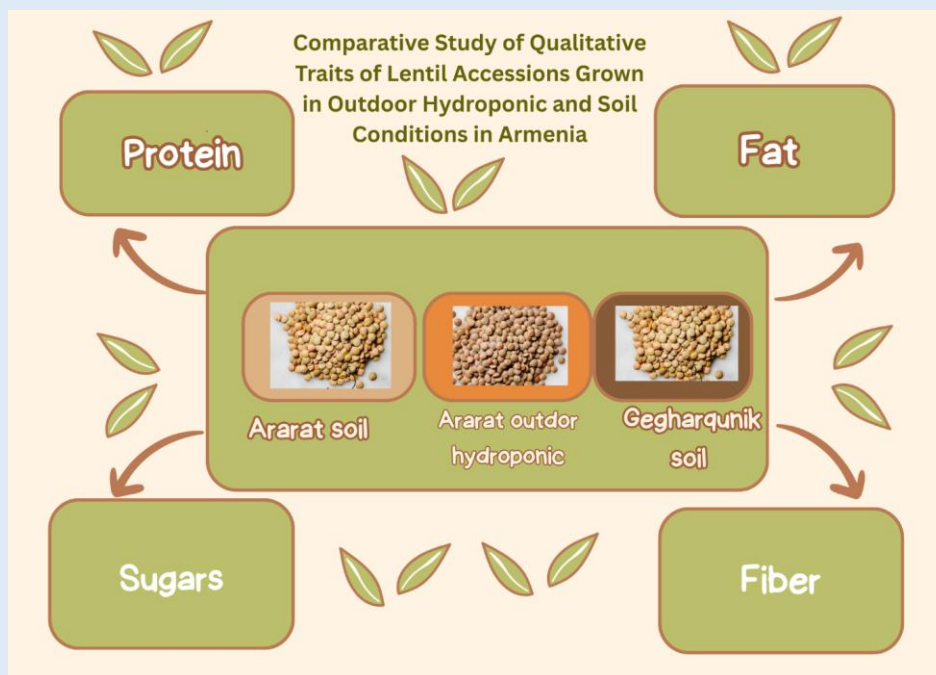 Comparative Study of Qualitative
Traits of Lentil Accessions Grown
in Outdoor Hydroponic and Soil
Conditions in Armenia
Protein
Fat
Ararat soil
Ararat outdor
hydroponic
Gegharqunik
soil
Sugars
Fiber